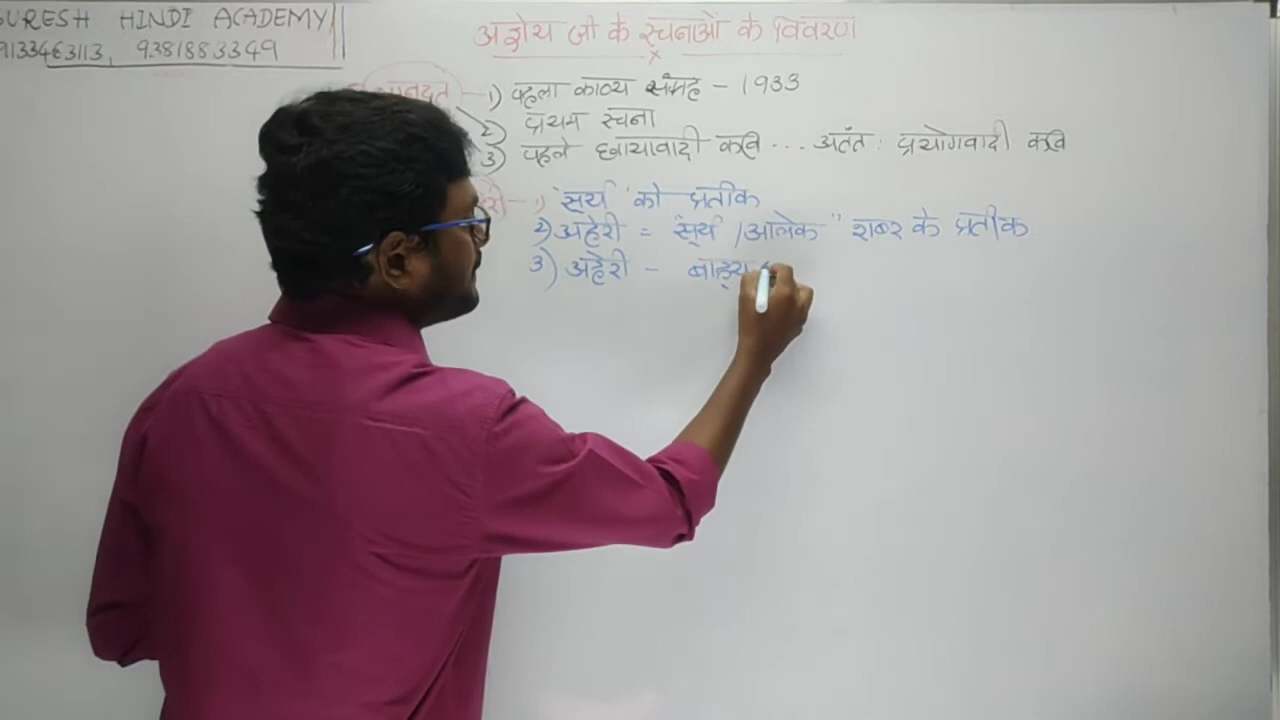 SURESH HINDI ACADEMY
9133463113, 9381883349
अज्ञेय जी के रचनाओं के विवरण
x
1) पहला काव्य संग्रह - 1933
2) प्रथम रचना
3) पहले छायावादी कवि ... अतंत: प्रयोगवादी कवि
1) "सूर्य" को प्रतीक
2) अहेरी = "सूर्य / आलेक" शब्द के प्रतीक
3) अहेरी - बाह्य